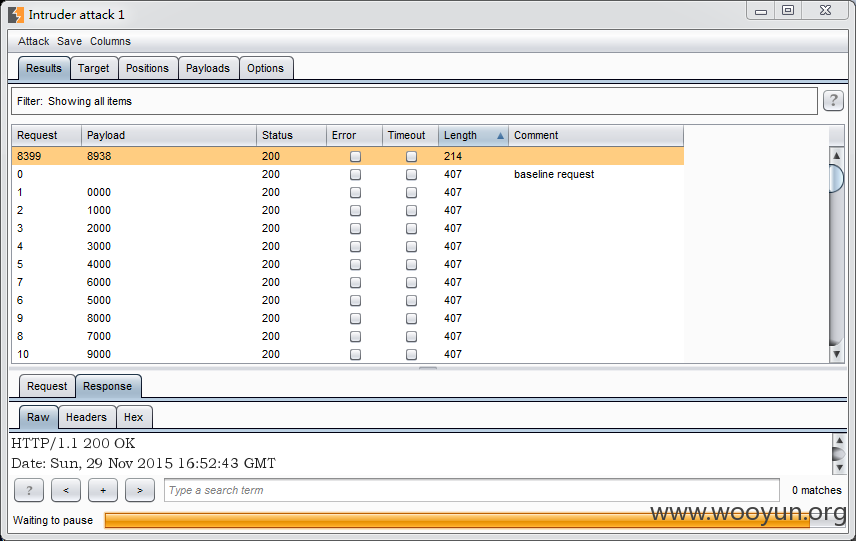 Intruder attack 1
Attack Save Columns
Results Target Positions Payloads Options
Filter: Showing all items ?
Request Payload Status Error Timeout Length Comment
8399 8938 200 214
0 200 407 baseline request
1 0000 200 407
2 1000 200 407
3 2000 200 407
4 3000 200 407
5 4000 200 407
7 6000 200 407
6 5000 200 407
9 8000 200 407
8 7000 200 407
10 9000 200 407
Request Response
Raw Headers Hex
HTTP/1.1 200 OK
Date: Sun, 29 Nov 2015 16:52:43 GMT
? < + > Type a search term 0 matches
www.wooyun.org
Waiting to pause